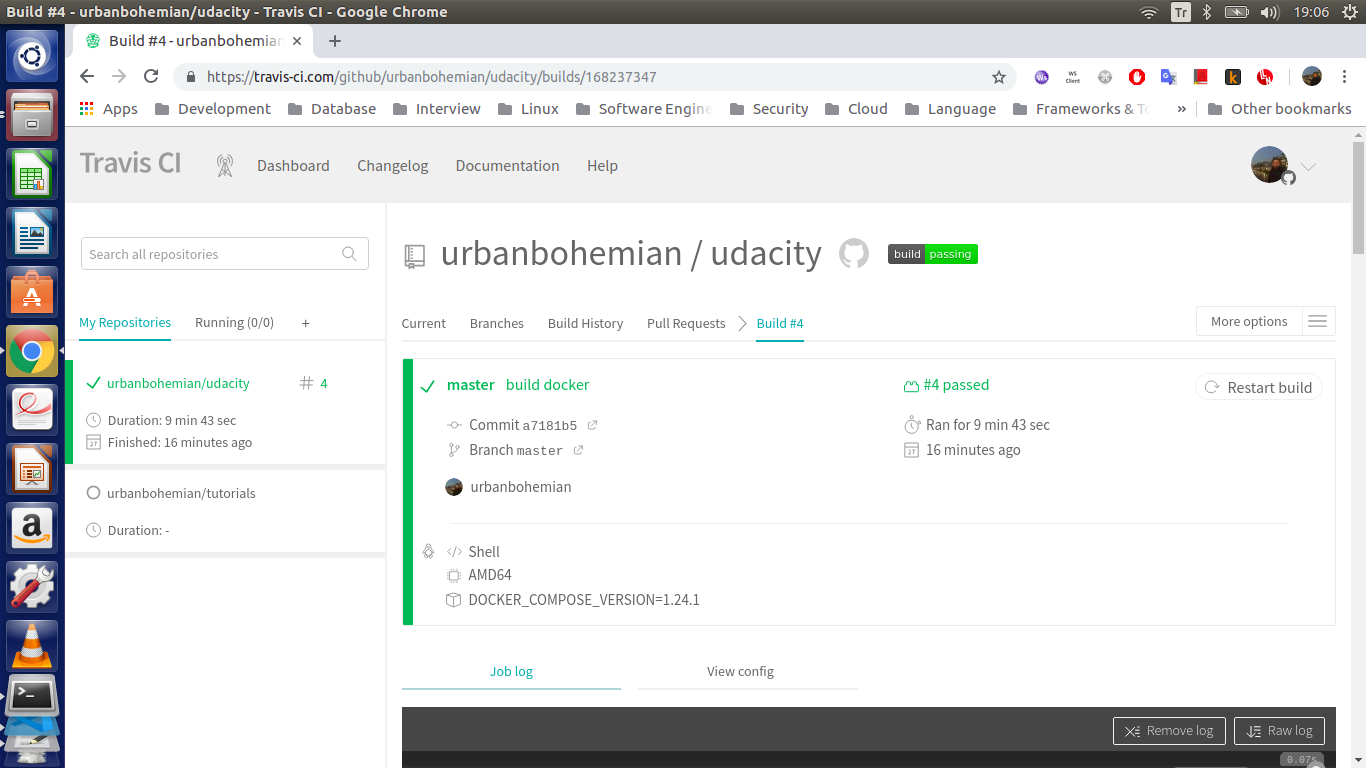 Build #4 - urbanbohemian/udacity - Travis CI - Google Chrome Tr 19:06
Build #4 - urbanbohemian
https://travis-ci.com/github/urbanbohemian/udacity/builds/168237347 WS Client
Apps Development Database Interview Linux Software Engine Security Cloud Language Frameworks & To » Other bookmarks
Travis CI Dashboard Changelog Documentation Help
Search all repositories
urbanbohemian / udacity build passing
My Repositories Running (0/0) +
Current Branches Build History Pull Requests Build #4 More options
urbanbohemian/udacity # 4
Duration: 9 min 43 sec
Finished: 16 minutes ago
urbanbohemian/tutorials
Duration: -
master build docker #4 passed Restart build
Commit a7181b5 Ran for 9 min 43 sec
Branch master 16 minutes ago
urbanbohemian
Shell
AMD64
DOCKER_COMPOSE_VERSION=1.24.1
Job log View config
Remove log Raw log
0.07s